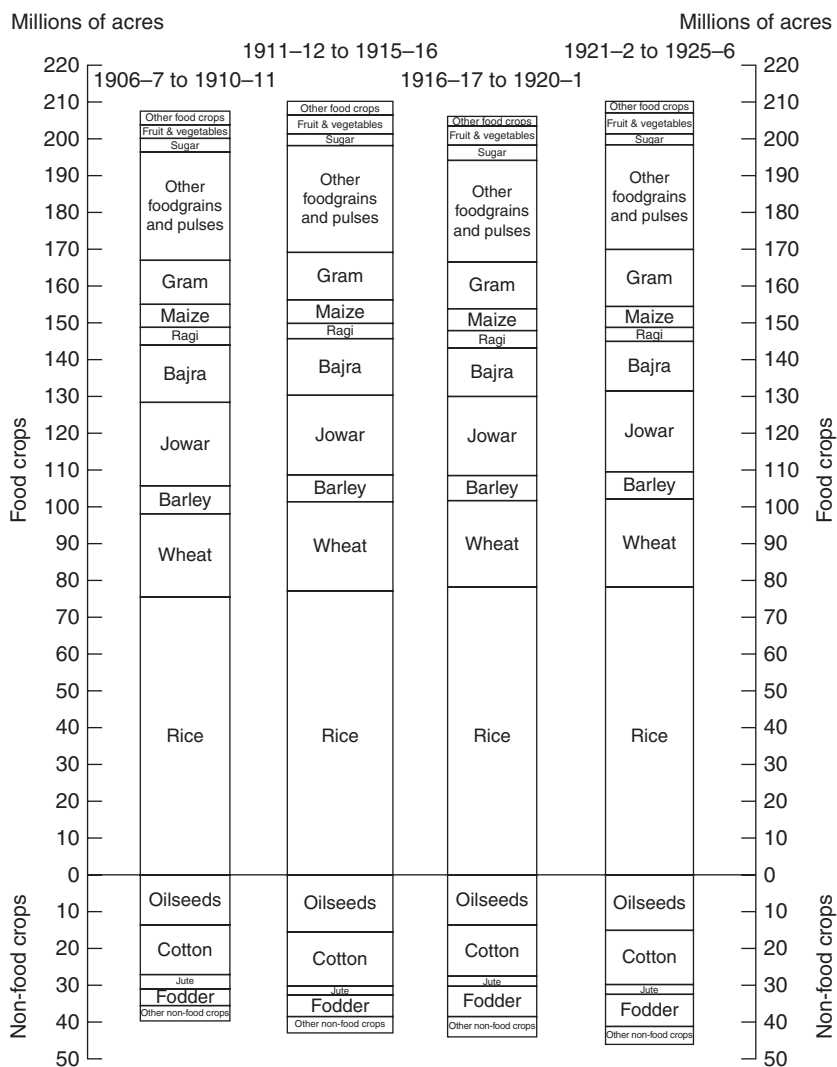 Millions of acres
Millions of acres
1906–7 to 1910–11
1911–12 to 1915–16
1916–17 to 1920–1
1921–2 to 1925–6
Food crops
220
210
200
190
180
170
160
150
140
130
120
110
100
90
80
70
60
50
40
30
20
10
0
Non-food crops
10
20
30
40
50
Other food crops
Fruit & vegetables
Sugar
Other
foodgrains
and pulses
Gram
Maize
Ragi
Bajra
Jowar
Barley
Wheat
Rice
Oilseeds
Cotton
Jute
Fodder
Other non-food crops
Other food crops
Fruit & vegetables
Sugar
Other
foodgrains
and pulses
Gram
Maize
Ragi
Bajra
Jowar
Barley
Wheat
Rice
Oilseeds
Cotton
Jute
Fodder
Other non-food crops
Other food crops
Fruit & vegetables
Sugar
Other
foodgrains
and pulses
Gram
Maize
Ragi
Bajra
Jowar
Barley
Wheat
Rice
Oilseeds
Cotton
Jute
Fodder
Other non-food crops
Other food crops
Fruit & vegetables
Sugar
Other
foodgrains
and pulses
Gram
Maize
Ragi
Bajra
Jowar
Barley
Wheat
Rice
Oilseeds
Cotton
Jute
Fodder
Other non-food crops
220
210
200
190
180
170
160
150
140
130
120
110
100
90
80
70
60
50
40
30
20
10
0
10
20
30
40
50
Food crops
Non-food crops